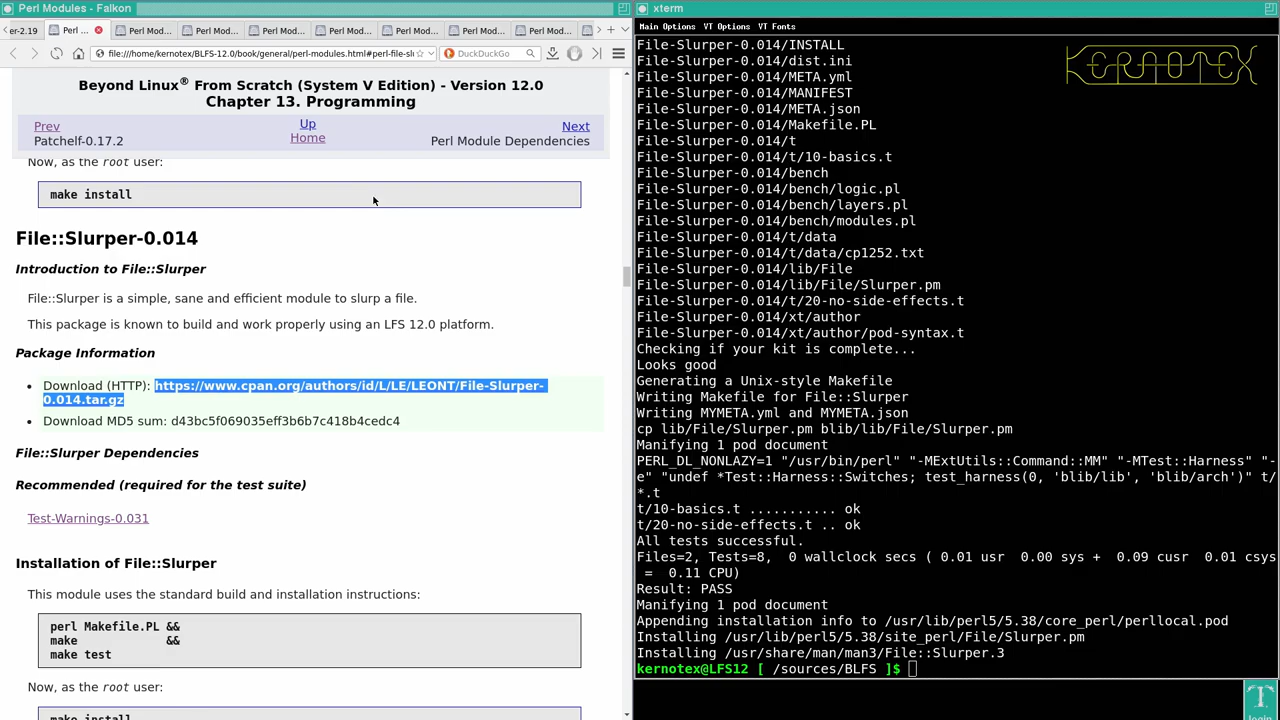 Perl Modules - Falkon
er-2.19
Perl ...
Perl Mod
Perl Mod
Perl Mod
Perl Mod
Perl Mod
Perl Mod
file:///home/kernotex/BLFS-12.0/book/general/perl-modules.html#perl-file-sl
DuckDuckGo
Beyond Linux® From Scratch (System V Edition) - Version 12.0
Chapter 13. Programming
Prev
Up
Next
Patchelf-0.17.2
Home
Perl Module Dependencies
Now, as the root user:
make install
File::Slurper-0.014
Introduction to File::Slurper
File::Slurper is a simple, sane and efficient module to slurp a file.
This package is known to build and work properly using an LFS 12.0 platform.
Package Information
Download (HTTP): https://www.cpan.org/authors/id/L/LE/LEONT/File-Slurper-
0.014.tar.gz
Download MD5 sum: d43bc5f069035eff3b6b7c418b4cedc4
File::Slurper Dependencies
Recommended (required for the test suite)
Test-Warnings-0.031
Installation of File::Slurper
This module uses the standard build and installation instructions:
perl Makefile.PL &&
make             &&
make test
Now, as the root user:
make install
xterm
Main Options  VT Options  VT Fonts
KERNOTEX
File-Slurper-0.014/INSTALL
File-Slurper-0.014/dist.ini
File-Slurper-0.014/META.yml
File-Slurper-0.014/MANIFEST
File-Slurper-0.014/META.json
File-Slurper-0.014/Makefile.PL
File-Slurper-0.014/t
File-Slurper-0.014/t/10-basics.t
File-Slurper-0.014/bench
File-Slurper-0.014/bench/logic.pl
File-Slurper-0.014/bench/layers.pl
File-Slurper-0.014/bench/modules.pl
File-Slurper-0.014/t/data
File-Slurper-0.014/t/data/cp1252.txt
File-Slurper-0.014/lib/File
File-Slurper-0.014/lib/File/Slurper.pm
File-Slurper-0.014/t/20-no-side-effects.t
File-Slurper-0.014/xt/author
File-Slurper-0.014/xt/author/pod-syntax.t
Checking if your kit is complete...
Looks good
Generating a Unix-style Makefile
Writing Makefile for File::Slurper
Writing MYMETA.yml and MYMETA.json
cp lib/File/Slurper.pm blib/lib/File/Slurper.pm
Manifying 1 pod document
PERL_DL_NONLAZY=1 "/usr/bin/perl" "-MExtUtils::Command::MM" "-MTest::Harness" "-
e" "undef *Test::Harness::Switches; test_harness(0, 'blib/lib', 'blib/arch')" t/
*.t
t/10-basics.t ........... ok
t/20-no-side-effects.t .. ok
All tests successful.
Files=2, Tests=8,  0 wallclock secs ( 0.01 usr  0.00 sys +  0.09 cusr  0.01 csys
 =  0.11 CPU)
Result: PASS
Manifying 1 pod document
Appending installation info to /usr/lib/perl5/5.38/core_perl/perllocal.pod
Installing /usr/lib/perl5/5.38/site_perl/File/Slurper.pm
Installing /usr/share/man/man3/File::Slurper.3
kernotex@LFS12 [ /sources/BLFS ]$
login